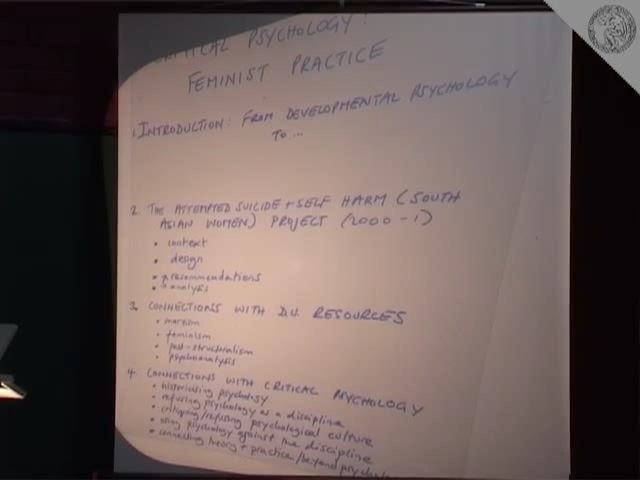 CRITICAL PSYCHOLOGY:
FEMINIST PRACTICE
1. INTRODUCTION: FROM DEVELOPMENTAL PSYCHOLOGY
TO ...
2. THE ATTEMPTED SUICIDE + SELF HARM (SOUTH
ASIAN WOMEN) PROJECT (2000-1)
• context
• design
• recommendations
• analysis
3. CONNECTIONS WITH D.U. RESOURCES
• marxism
• feminism
• post-structuralism
• psychoanalysis
4. CONNECTIONS WITH CRITICAL PSYCHOLOGY
• historicising psychology
• refusing psychology as a discipline
• critiquing/refusing psychological culture
• using psychology against the discipline
• connecting theory + practice / beyond